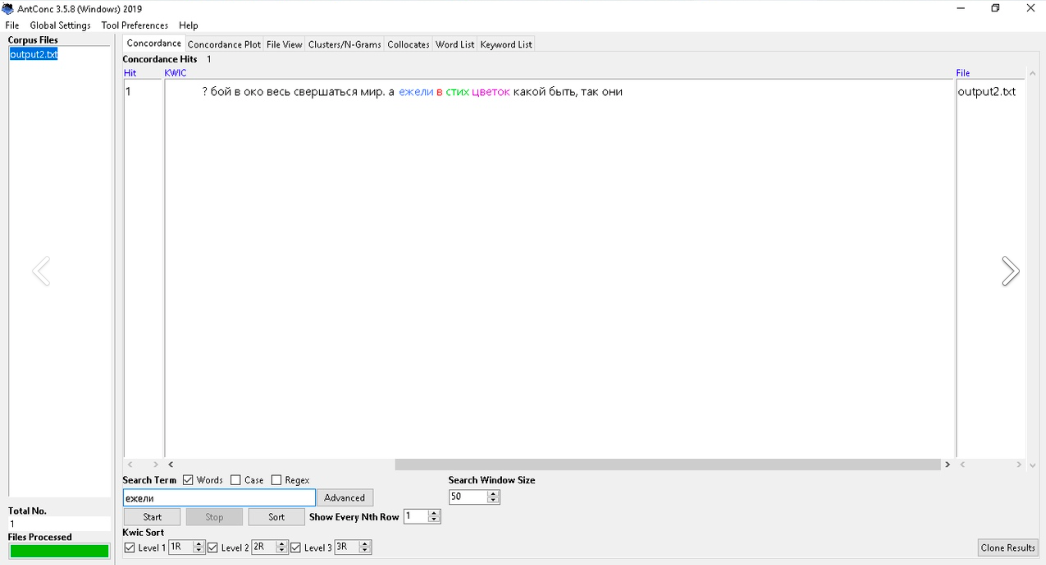 AntConc 3.5.8 (Windows) 2019
File Global Settings Tool Preferences Help
Corpus Files
output2.txt
Concordance Concordance Plot File View Clusters/N-Grams Collocates Word List Keyword List
Concordance Hits 1
Hit KWIC File
1 ? бой в око весь свершаться мир. а ежели в стих цветок какой быть, так они output2.txt
Search Term Words Case Regex Search Window Size
ежели Advanced 50
Start Stop Sort Show Every Nth Row 1
Total No.
1
Files Processed
Kwic Sort
Level 1 1R Level 2 2R Level 3 3R Clone Results